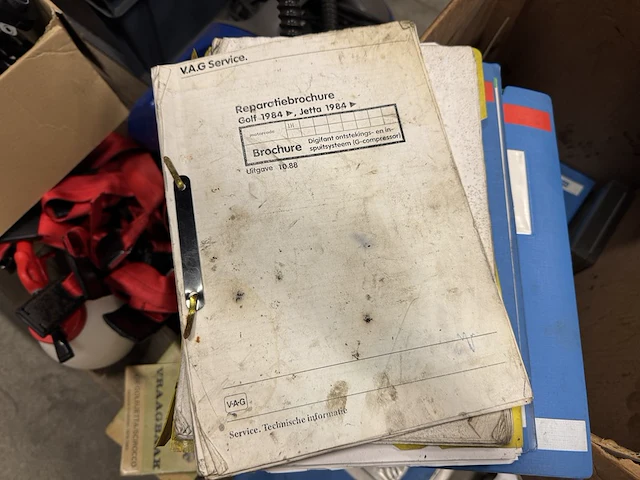 V.A.G Service.
Reparatiebrochure
Golf 1984 ▶, Jetta 1984 ▶
motorcode
Brochure
Digifant ontstekings- en in-
spuitsysteem (G-compressor)
Uitgave 10.88
V·A·G
Service. Technische informatie
VRAAGBAAK